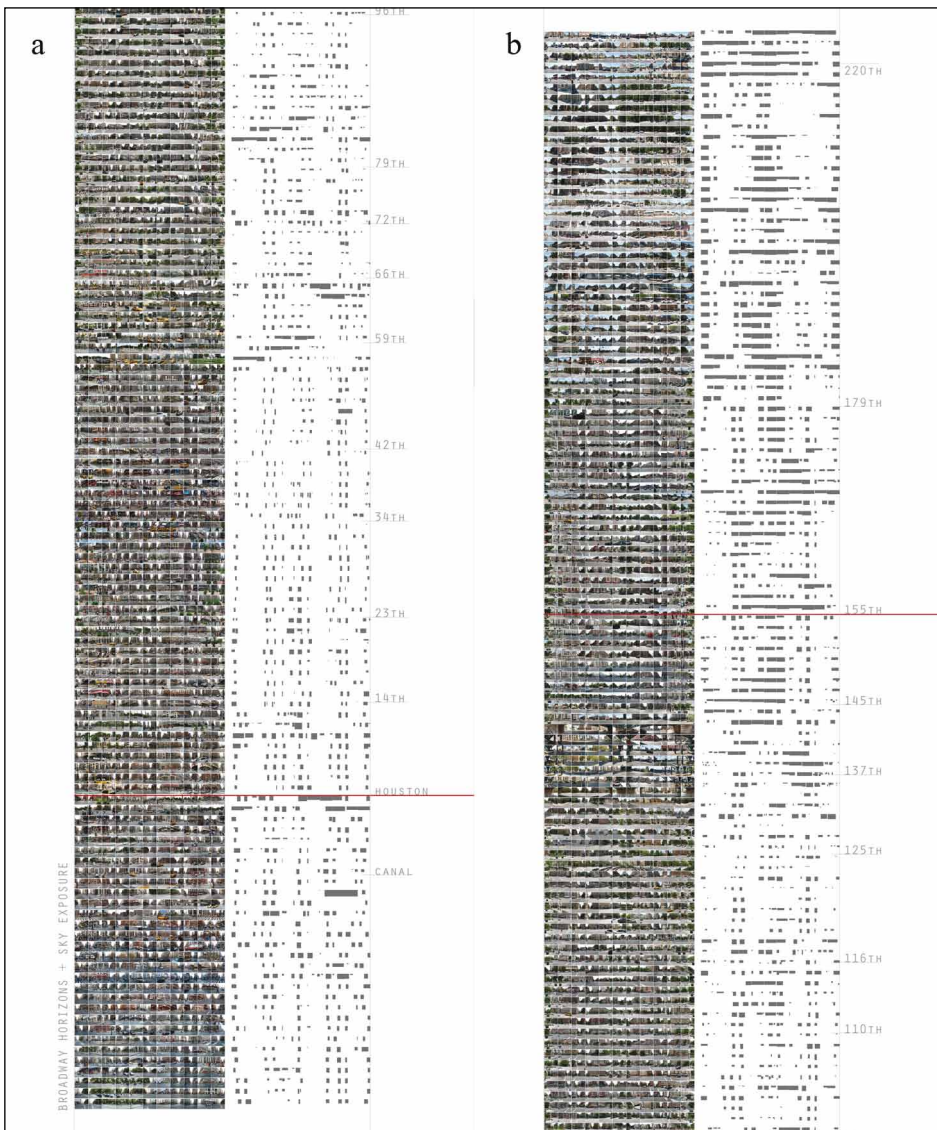 a
96TH
79TH
72TH
66TH
59TH
42TH
34TH
23TH
14TH
HOUSTON
CANAL
BROADWAY HORIZONS + SKY EXPOSURE
b
220TH
179TH
155TH
145TH
137TH
125TH
116TH
110TH